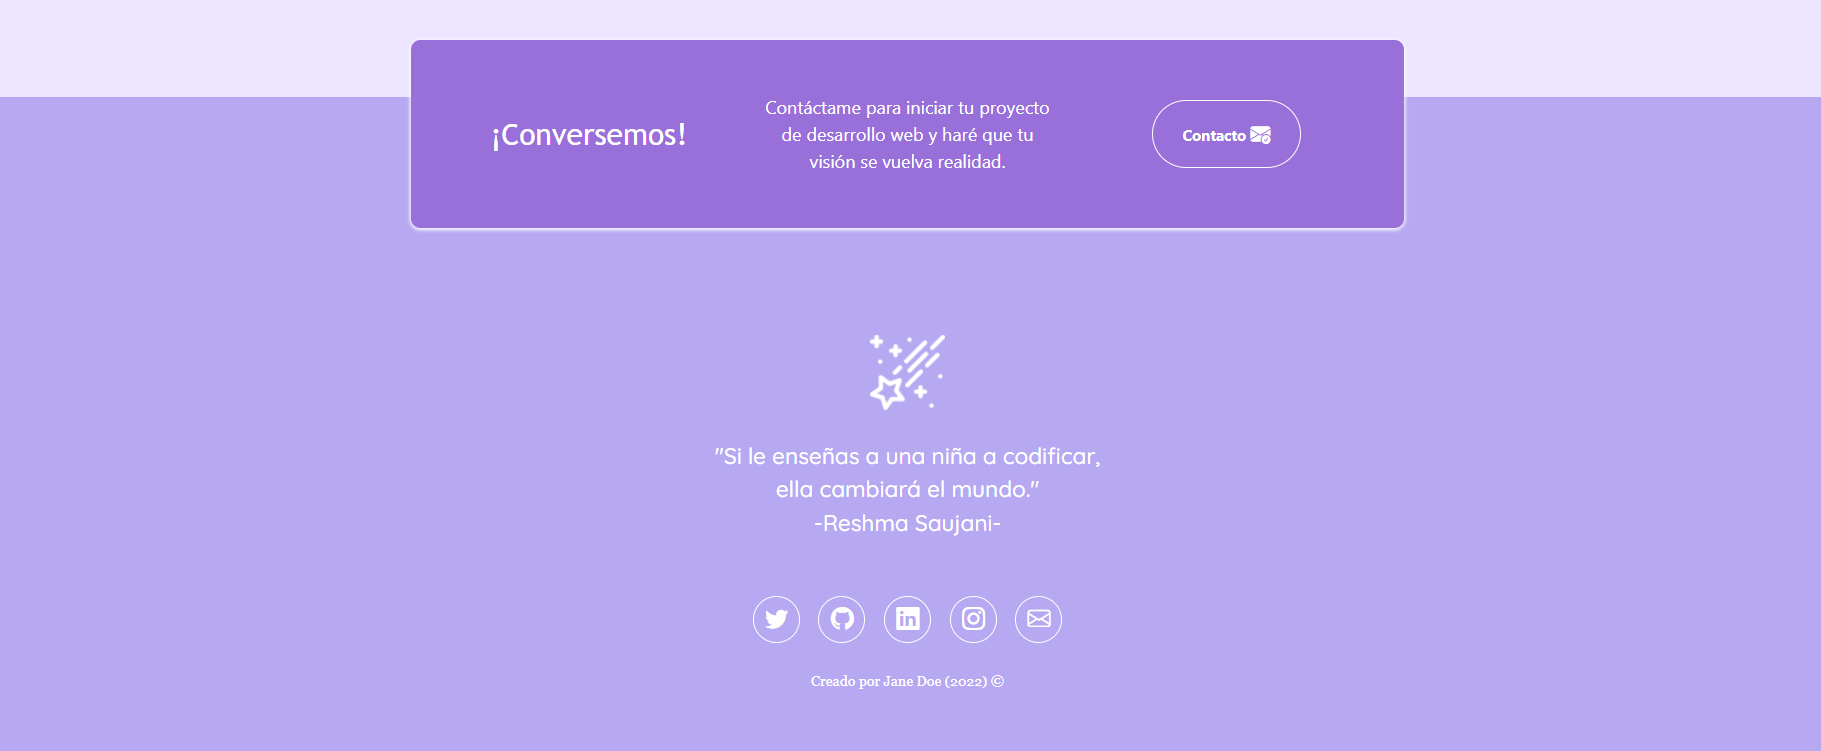 ¡Conversemos!
Contáctame para iniciar tu proyecto
de desarrollo web y haré que tu
visión se vuelva realidad.
Contacto
"Si le enseñas a una niña a codificar,
ella cambiará el mundo."
-Reshma Saujani-
Creado por Jane Doe (2022) ©